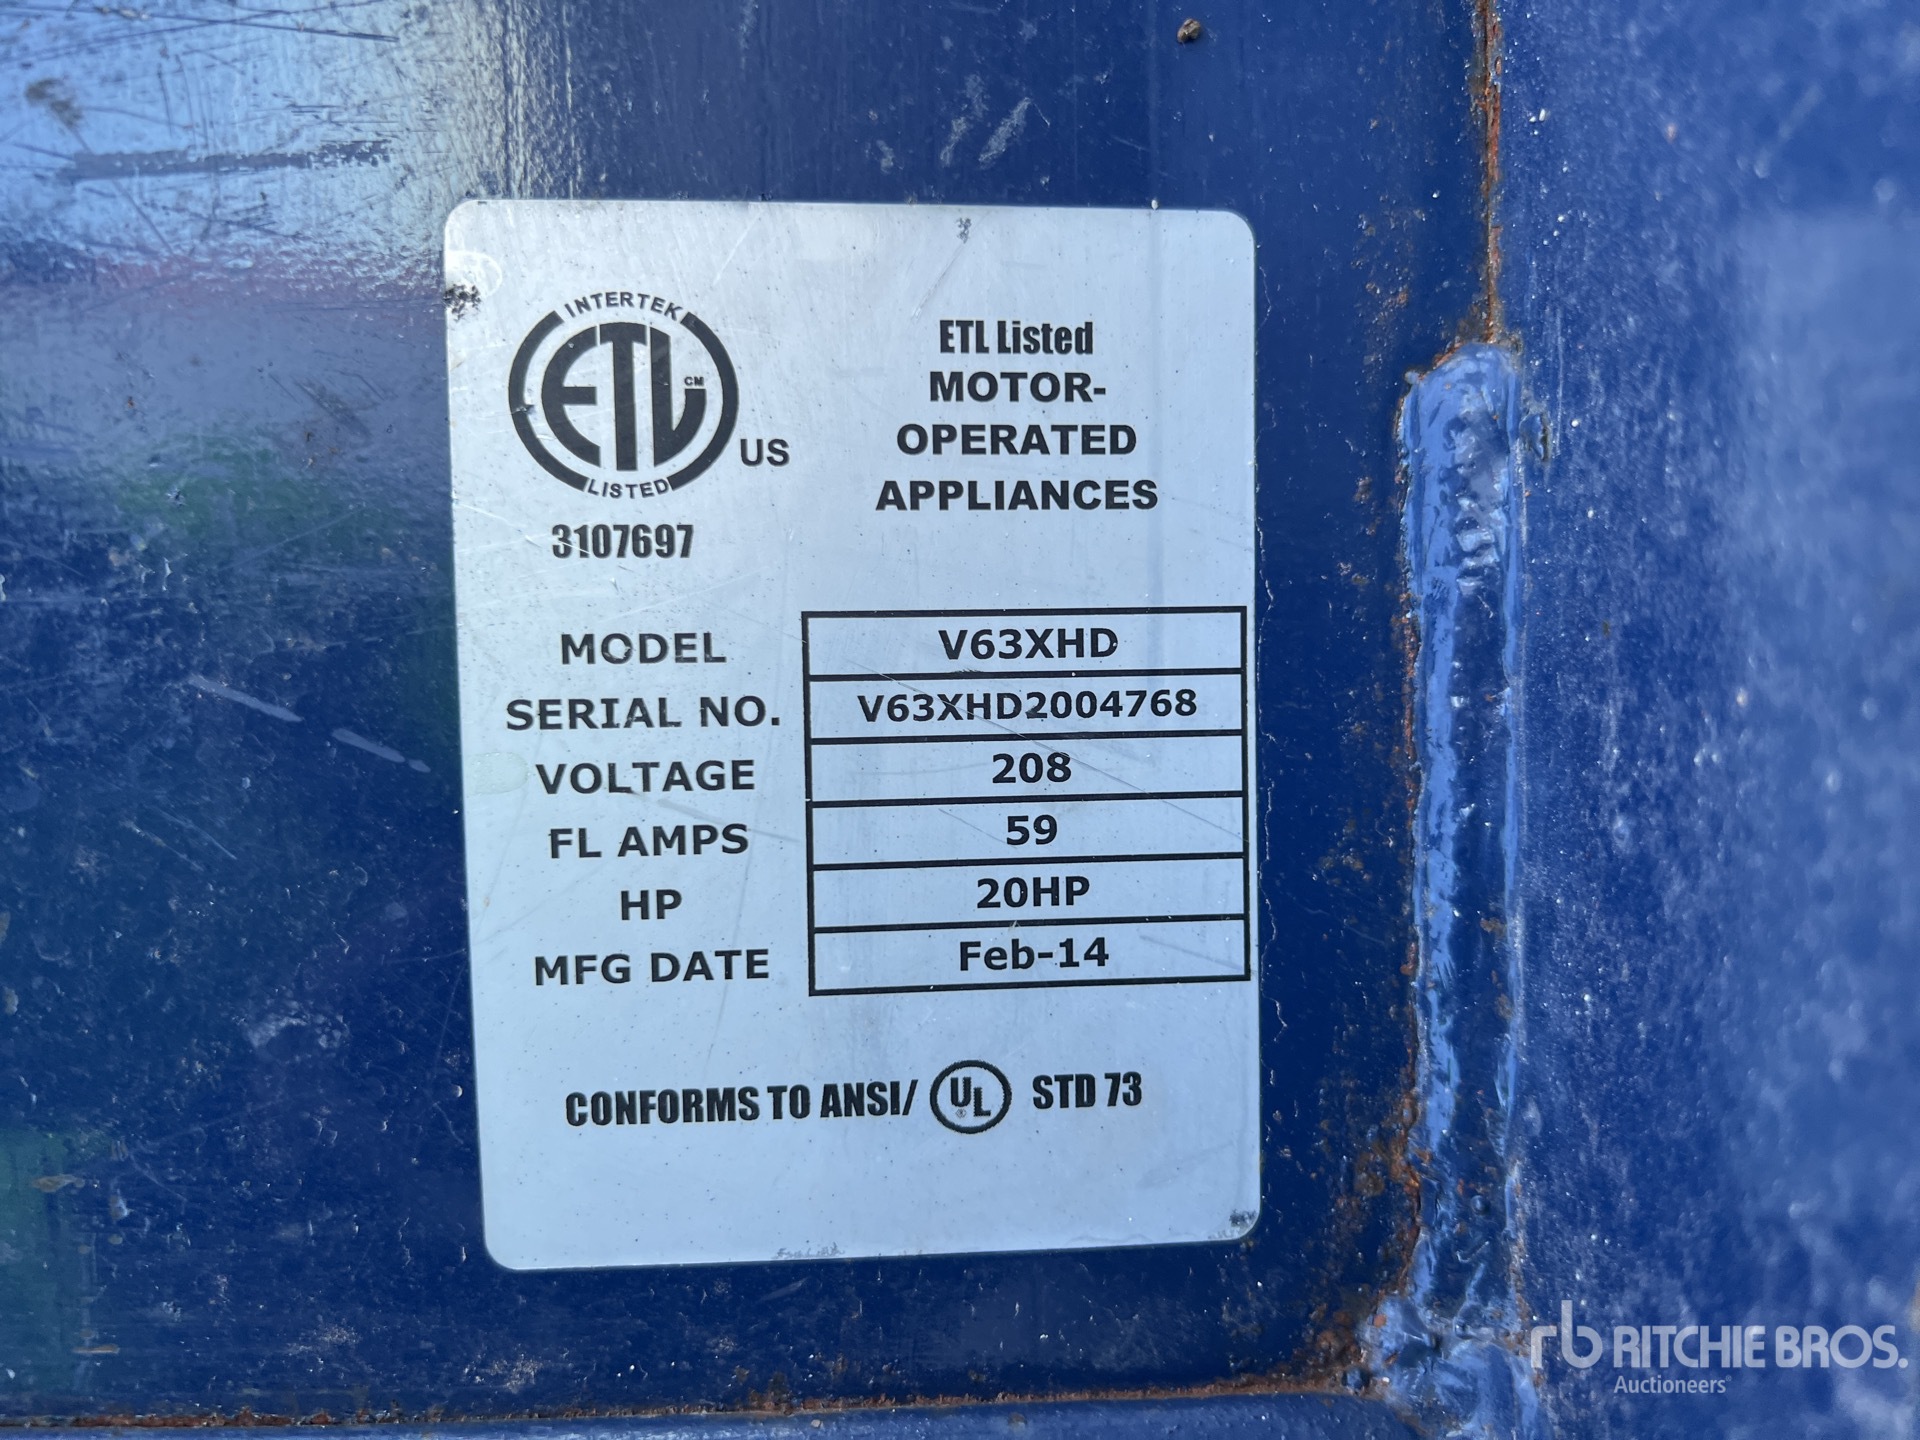 INTERTEK
ETL CM
US
LISTED
3107697
ETL Listed
MOTOR-
OPERATED
APPLIANCES
MODEL V63XHD
SERIAL NO. V63XHD2004768
VOLTAGE 208
FL AMPS 59
HP 20HP
MFG DATE Feb-14
CONFORMS TO ANSI/ UL ® STD 73
rb RITCHIE BROS.
Auctioneers